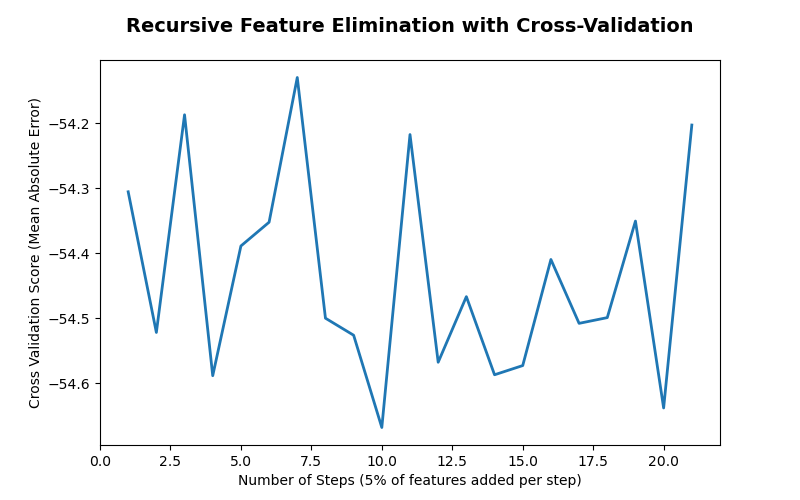 Recursive Feature Elimination with Cross-Validation
Cross Validation Score (Mean Absolute Error)
−54.2
−54.3
−54.4
−54.5
−54.6
0.0 2.5 5.0 7.5 10.0 12.5 15.0 17.5 20.0
Number of Steps (5% of features added per step)